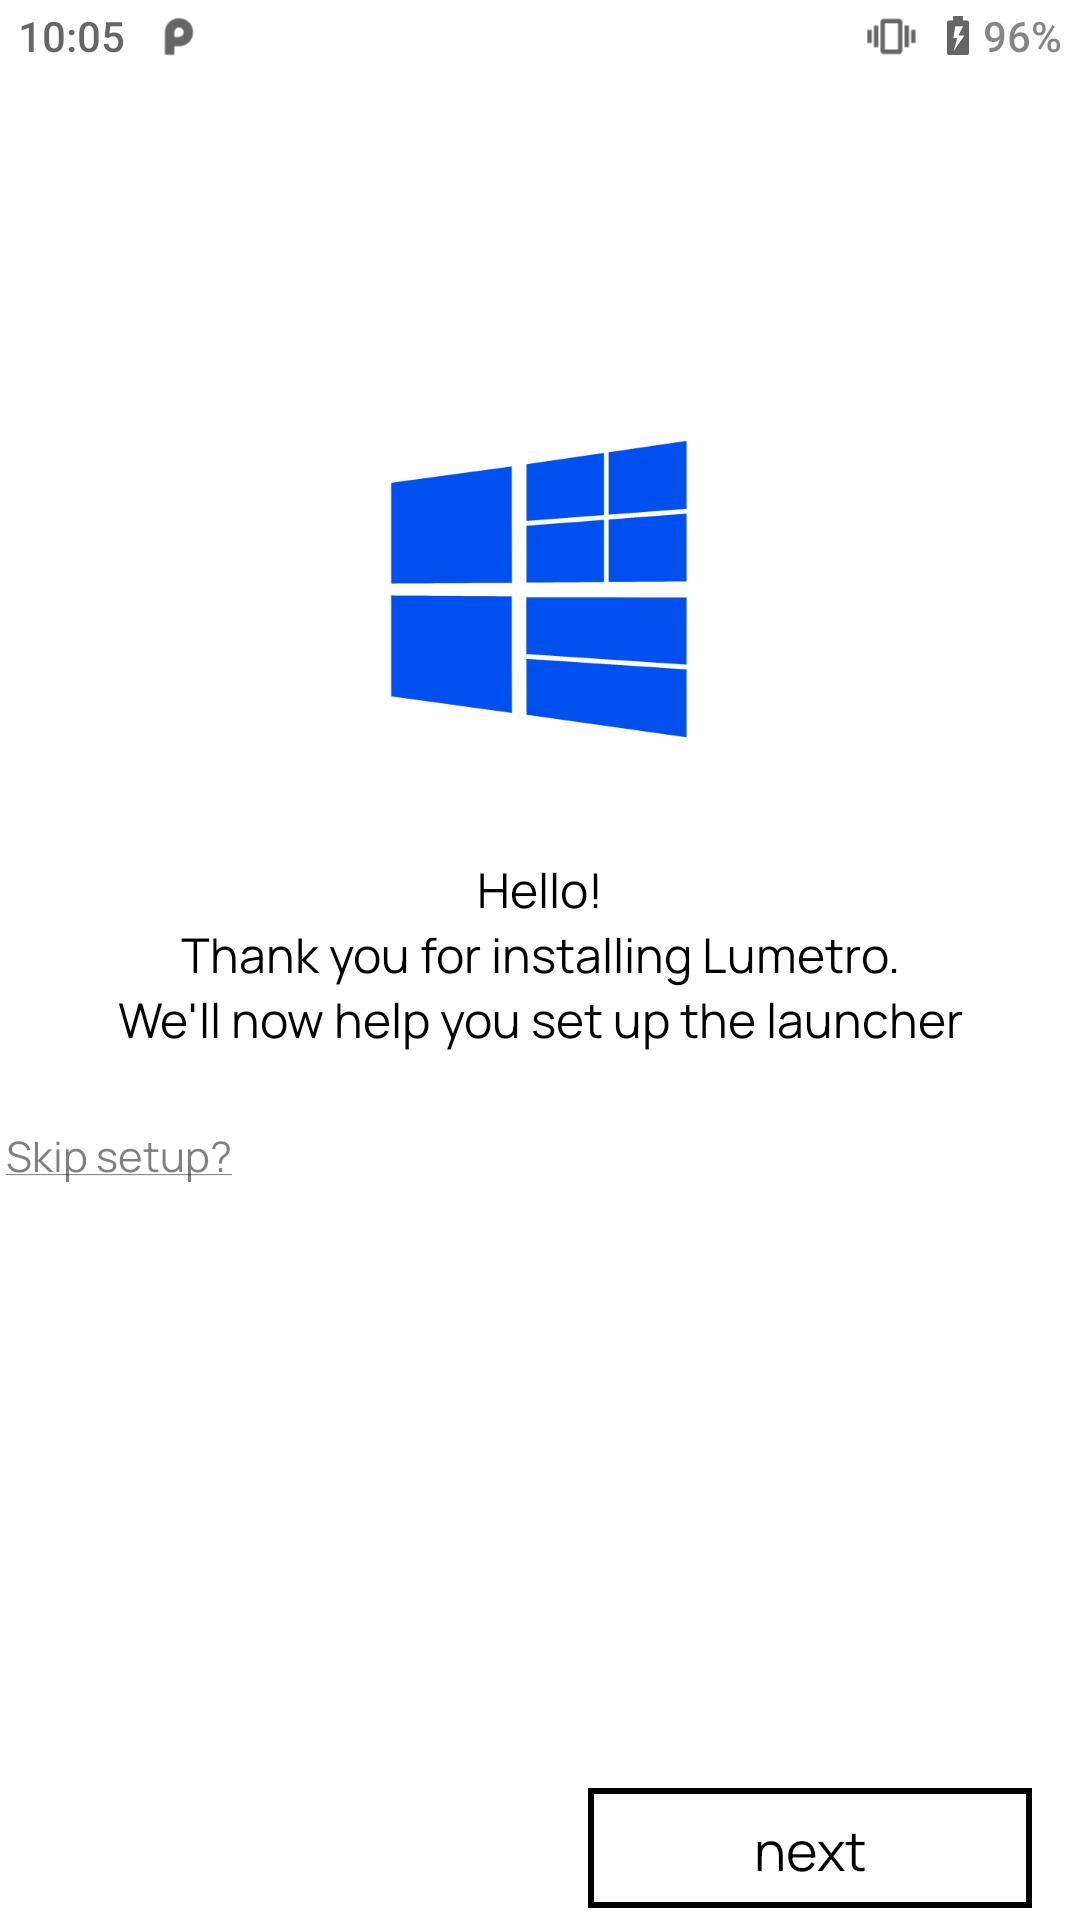 10:05 96%
Hello!
Thank you for installing Lumetro.
We'll now help you set up the launcher
Skip setup?
next